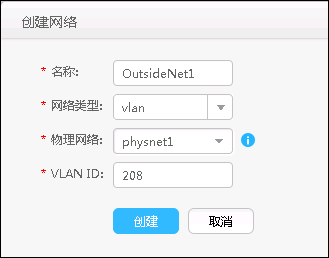 创建网络
* 名称: OutsideNet1
* 网络类型: vlan
* 物理网络: physnet1
* VLAN ID: 208
创建 取消